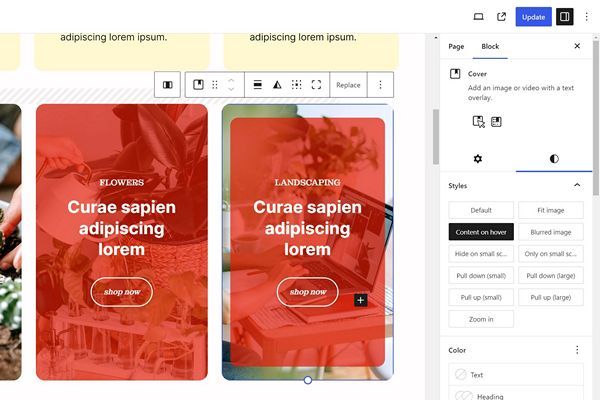 Update
adipiscing lorem ipsum.
adipiscing lorem ipsum.
Replace
FLOWERS
Curae sapien
adipiscing
lorem
shop now
LANDSCAPING
Curae sapien
adipiscing
lorem
shop now
Page
Block
Cover
Add an image or video with a text
overlay.
Styles
Default
Fit image
Content on hover
Blurred image
Hide on small sc...
Only on small sc...
Pull down (small)
Pull down (large)
Pull up (small)
Pull up (large)
Zoom in
Color
Text
Heading